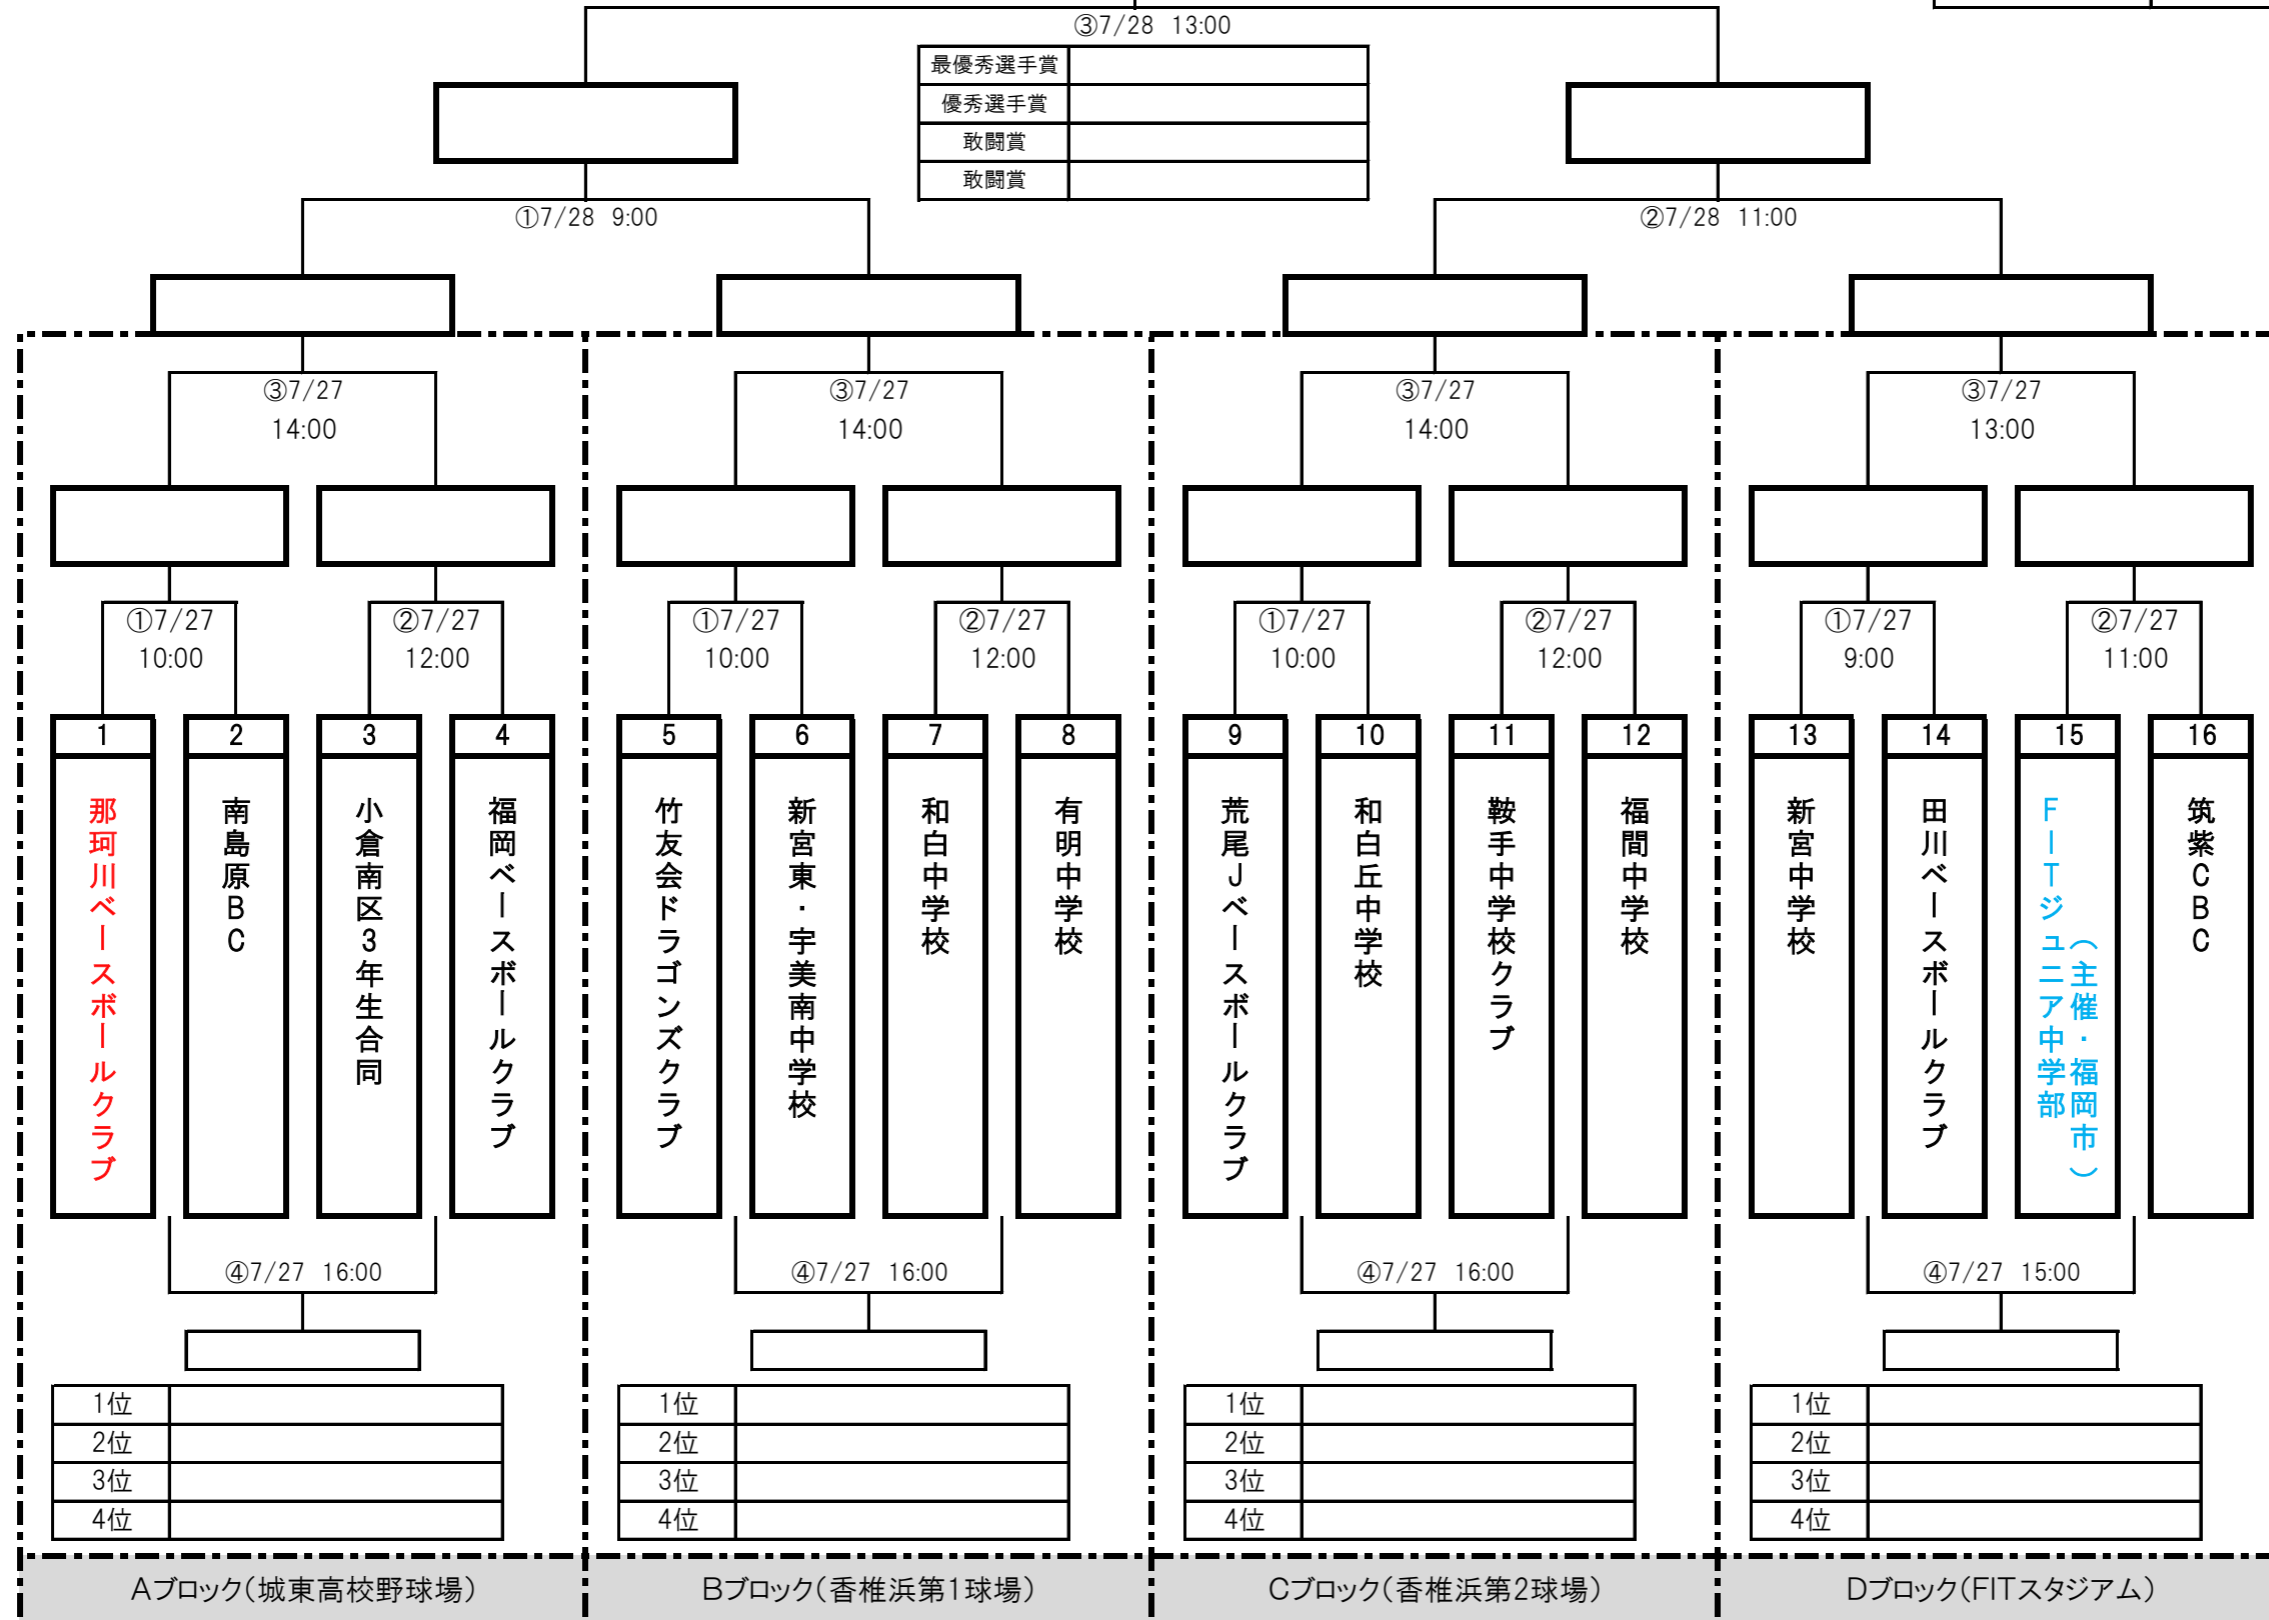 ③7/28 13:00
最優秀選手賞
優秀選手賞
敢闘賞
敢闘賞
①7/28 9:00
②7/28 11:00
③7/27
14:00
③7/27
14:00
③7/27
14:00
③7/27
13:00
①7/27
10:00
②7/27
12:00
①7/27
10:00
②7/27
12:00
①7/27
10:00
②7/27
12:00
①7/27
9:00
②7/27
11:00
1
那珂川ベースボールクラブ
2
南島原BC
3
小倉南区3年生合同
4
福岡ベースボールクラブ
5
竹友会ドラゴンズクラブ
6
新宮東・宇美南中学校
7
和白中学校
8
有明中学校
9
荒尾Jベースボールクラブ
10
和白丘中学校
11
鞍手中学校クラブ
12
福間中学校
13
新宮中学校
14
田川ベースボールクラブ
15
FITジュニア中学部
(主催・福岡市)
16
筑紫CBC
④7/27 16:00
④7/27 16:00
④7/27 16:00
④7/27 15:00
1位
2位
3位
4位
1位
2位
3位
4位
1位
2位
3位
4位
1位
2位
3位
4位
Aブロック(城東高校野球場)
Bブロック(香椎浜第1球場)
Cブロック(香椎浜第2球場)
Dブロック(FITスタジアム)